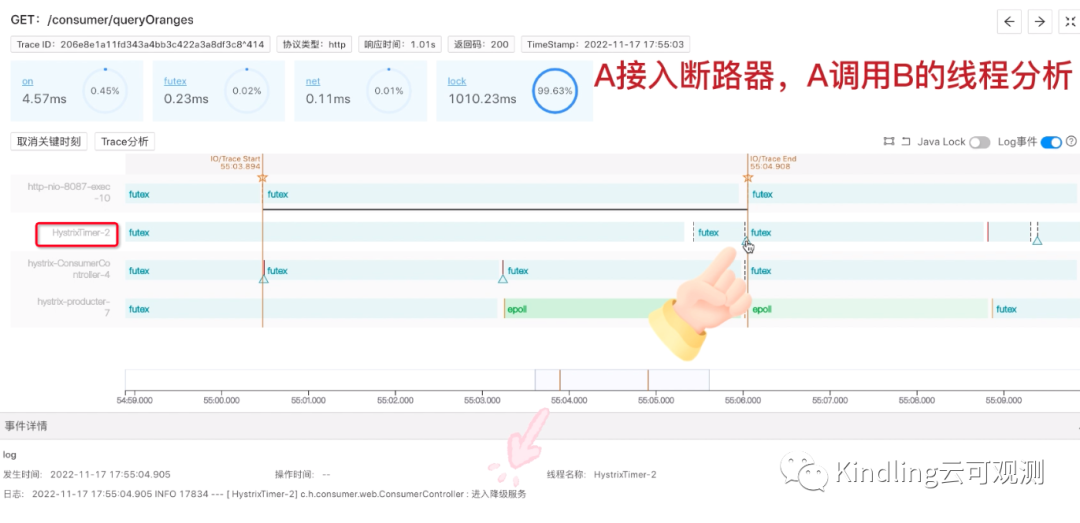 GET：/consumer/queryOranges
Trace ID：206e8e1a11fd343a4bb3c422a3a8df3c8^414
协议类型：http
响应时间：1.01s
返回码：200
TimeStamp：2022-11-17 17:55:03
on
4.57ms
0.45%
futex
0.23ms
0.02%
net
0.11ms
0.01%
lock
1010.23ms
99.63%
A接入断路器，A调用B的线程分析
取消关键时刻
Trace分析
Java Lock
Log事件
IO/Trace Start
55:03.894
IO/Trace End
55:04.908
http-nio-8087-exec
-10
futex
futex
futex
HystrixTimer-2
futex
futex
futex
hystrix-ConsumerCo
ntroller-4
futex
futex
futex
futex
hystrix-producter-
7
futex
epoll
epoll
futex
54:59.000
55:00.000
55:01.000
55:02.000
55:03.000
55:04.000
55:05.000
55:06.000
55:07.000
55:08.000
55:09.000
事件详情
log
发生时间: 2022-11-17 17:55:04.905
操作时间: --
线程名称: HystrixTimer-2
日志: 2022-11-17 17:55:04.905 INFO 17834 --- [ HystrixTimer-2] c.h.consumer.web.ConsumerController : 进入降级服务
Kindling云可观测